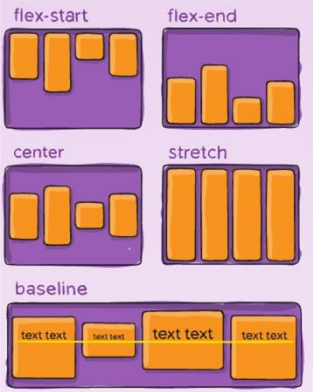 flex-start
flex-end
center
stretch
baseline
text text
text text
text text
text text